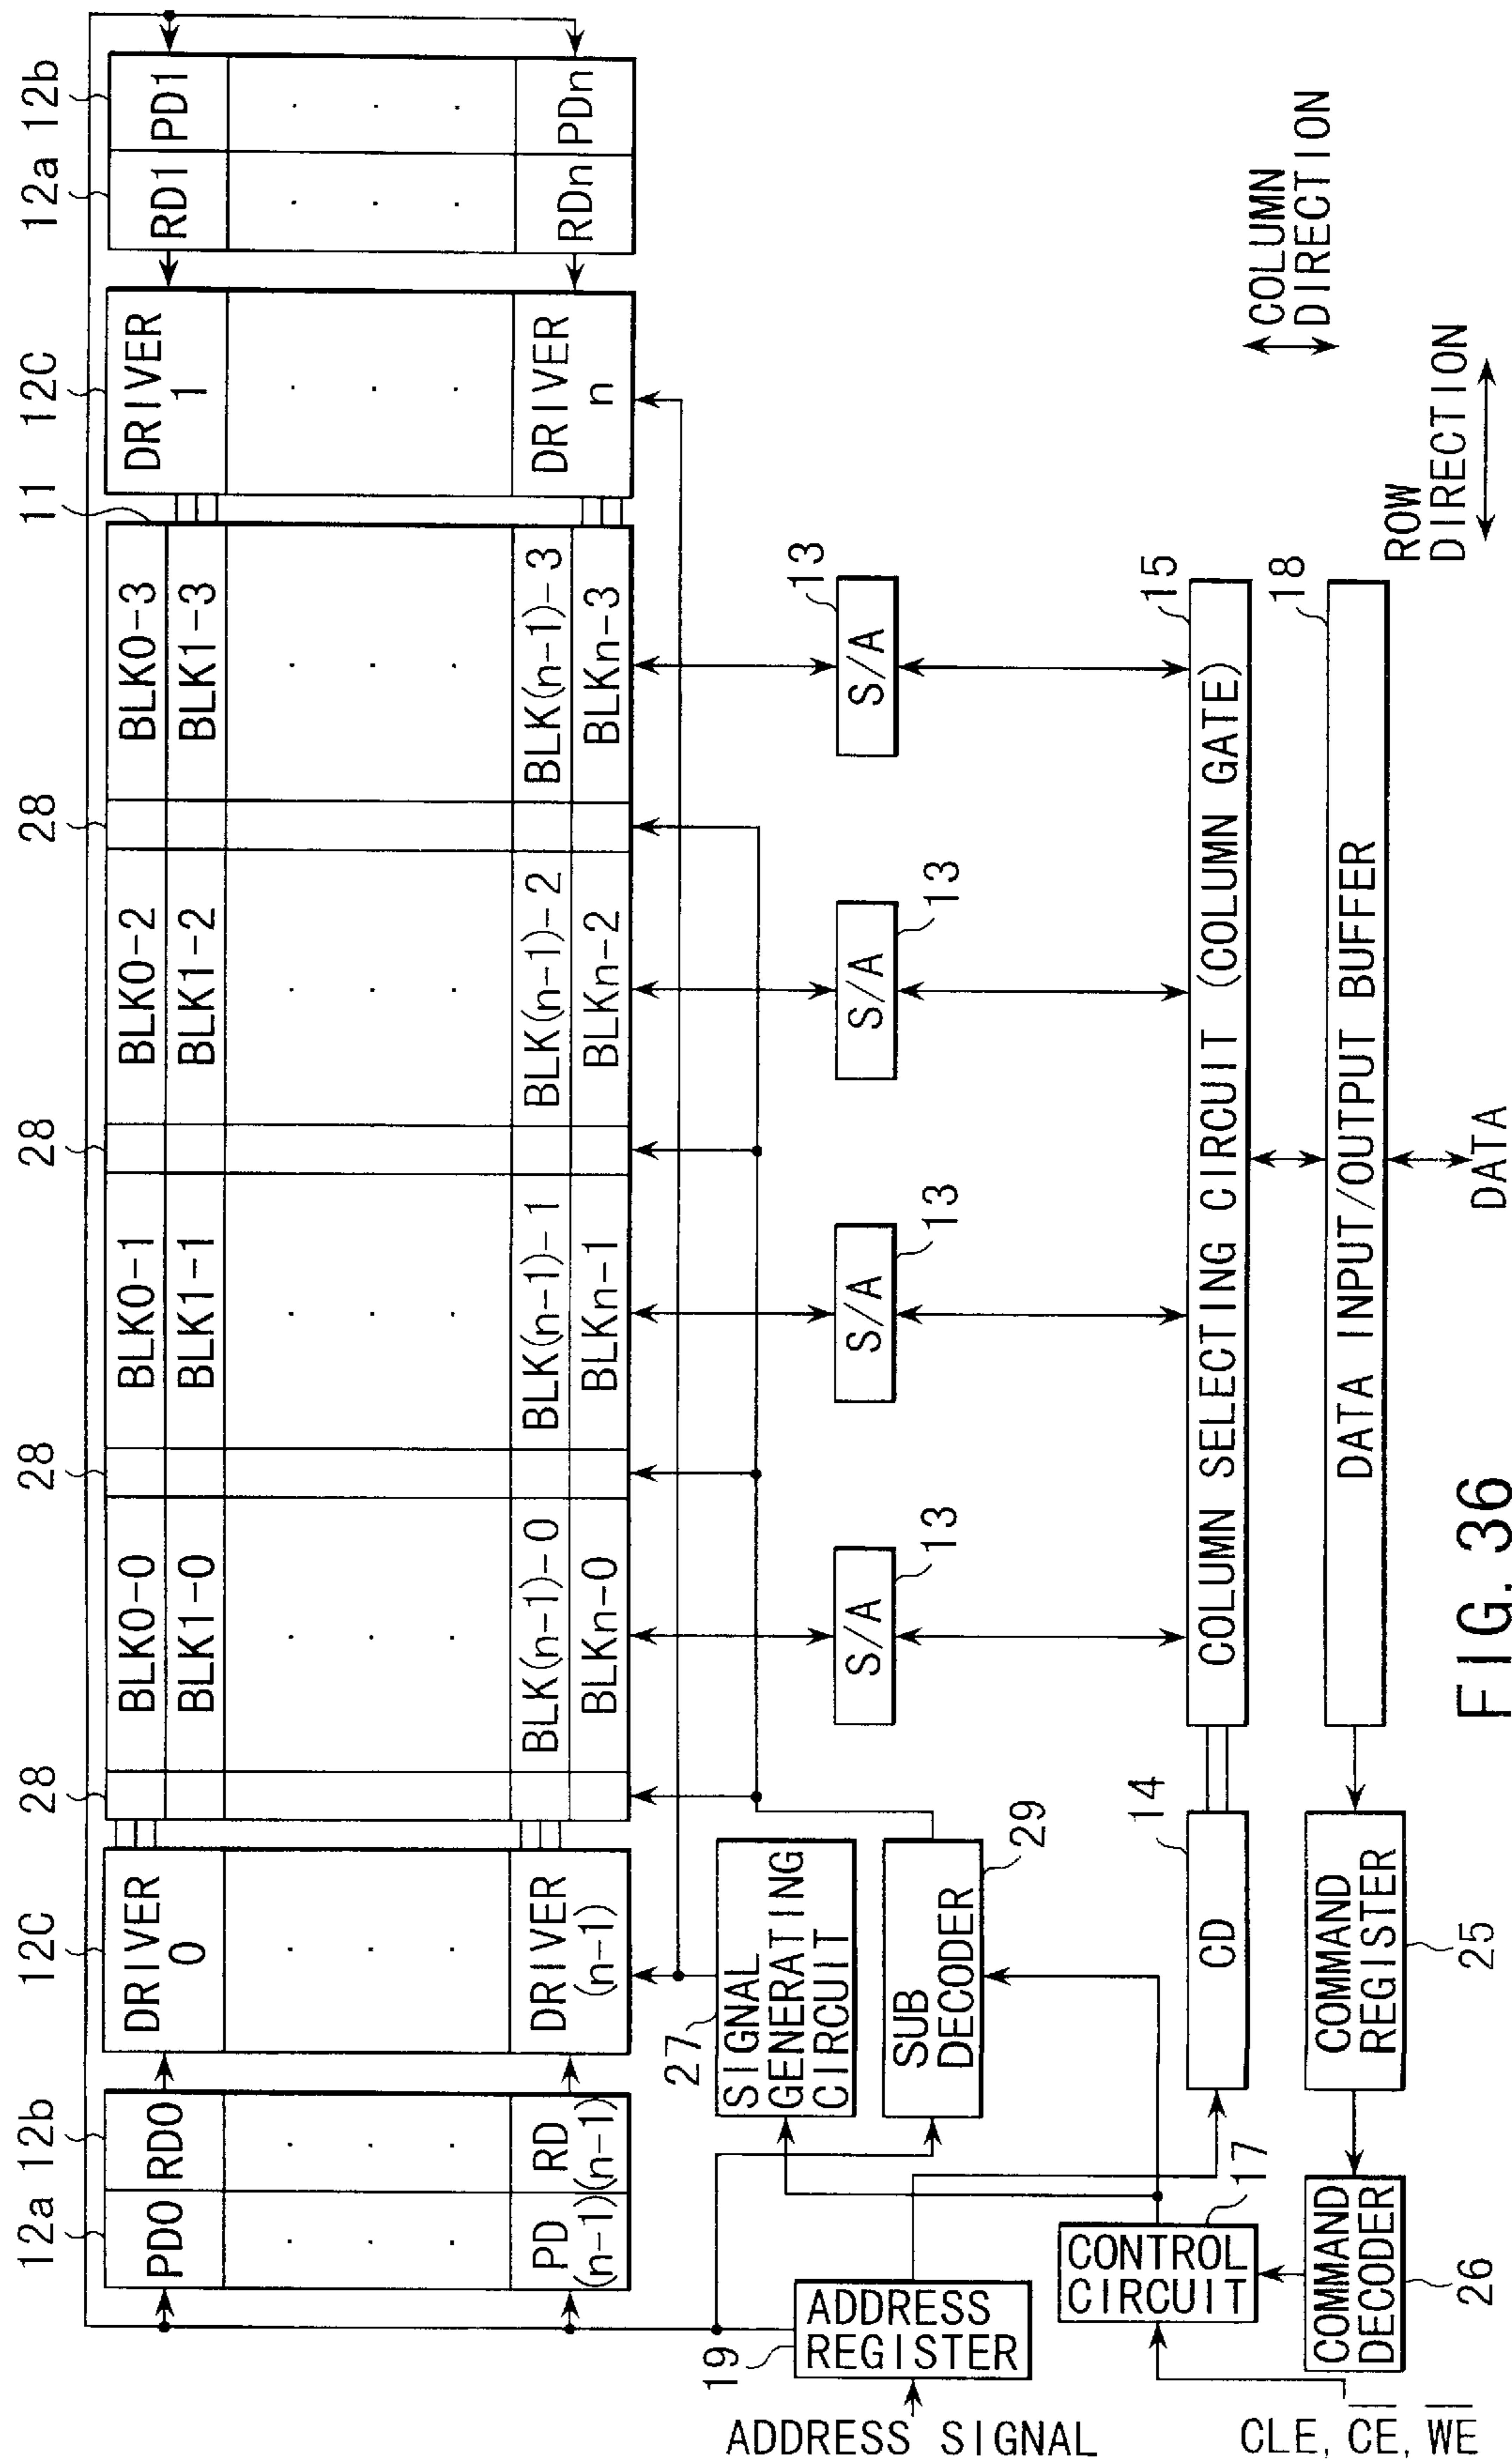 12a
12b
12C
28
28
28
28
11
12C
12a
12b
PD0
RD0
DRIVER
0
BLK0-0
BLK0-1
BLK0-2
BLK0-3
DRIVER
1
RD1
PD1
BLK1-0
BLK1-1
BLK1-2
BLK1-3
PD
(n-1)
RD
(n-1)
DRIVER
(n-1)
BLK(n-1)-0
BLK(n-1)-1
BLK(n-1)-2
BLK(n-1)-3
DRIVER
n
RDn
PDn
BLKn-0
BLKn-1
BLKn-2
BLKn-3
27
SIGNAL
GENERATING
CIRCUIT
19
ADDRESS
REGISTER
ADDRESS SIGNAL
SUB
DECODER
29
S/A
13
S/A
13
S/A
13
S/A
13
CONTROL
CIRCUIT
17
CD
14
COLUMN SELECTING CIRCUIT (COLUMN GATE)
15
COLUMN
DIRECTION
CLE, C̅E̅, W̅E̅
COMMAND
DECODER
26
COMMAND
REGISTER
25
DATA INPUT/OUTPUT BUFFER
18
ROW
DIRECTION
DATA
FIG. 36